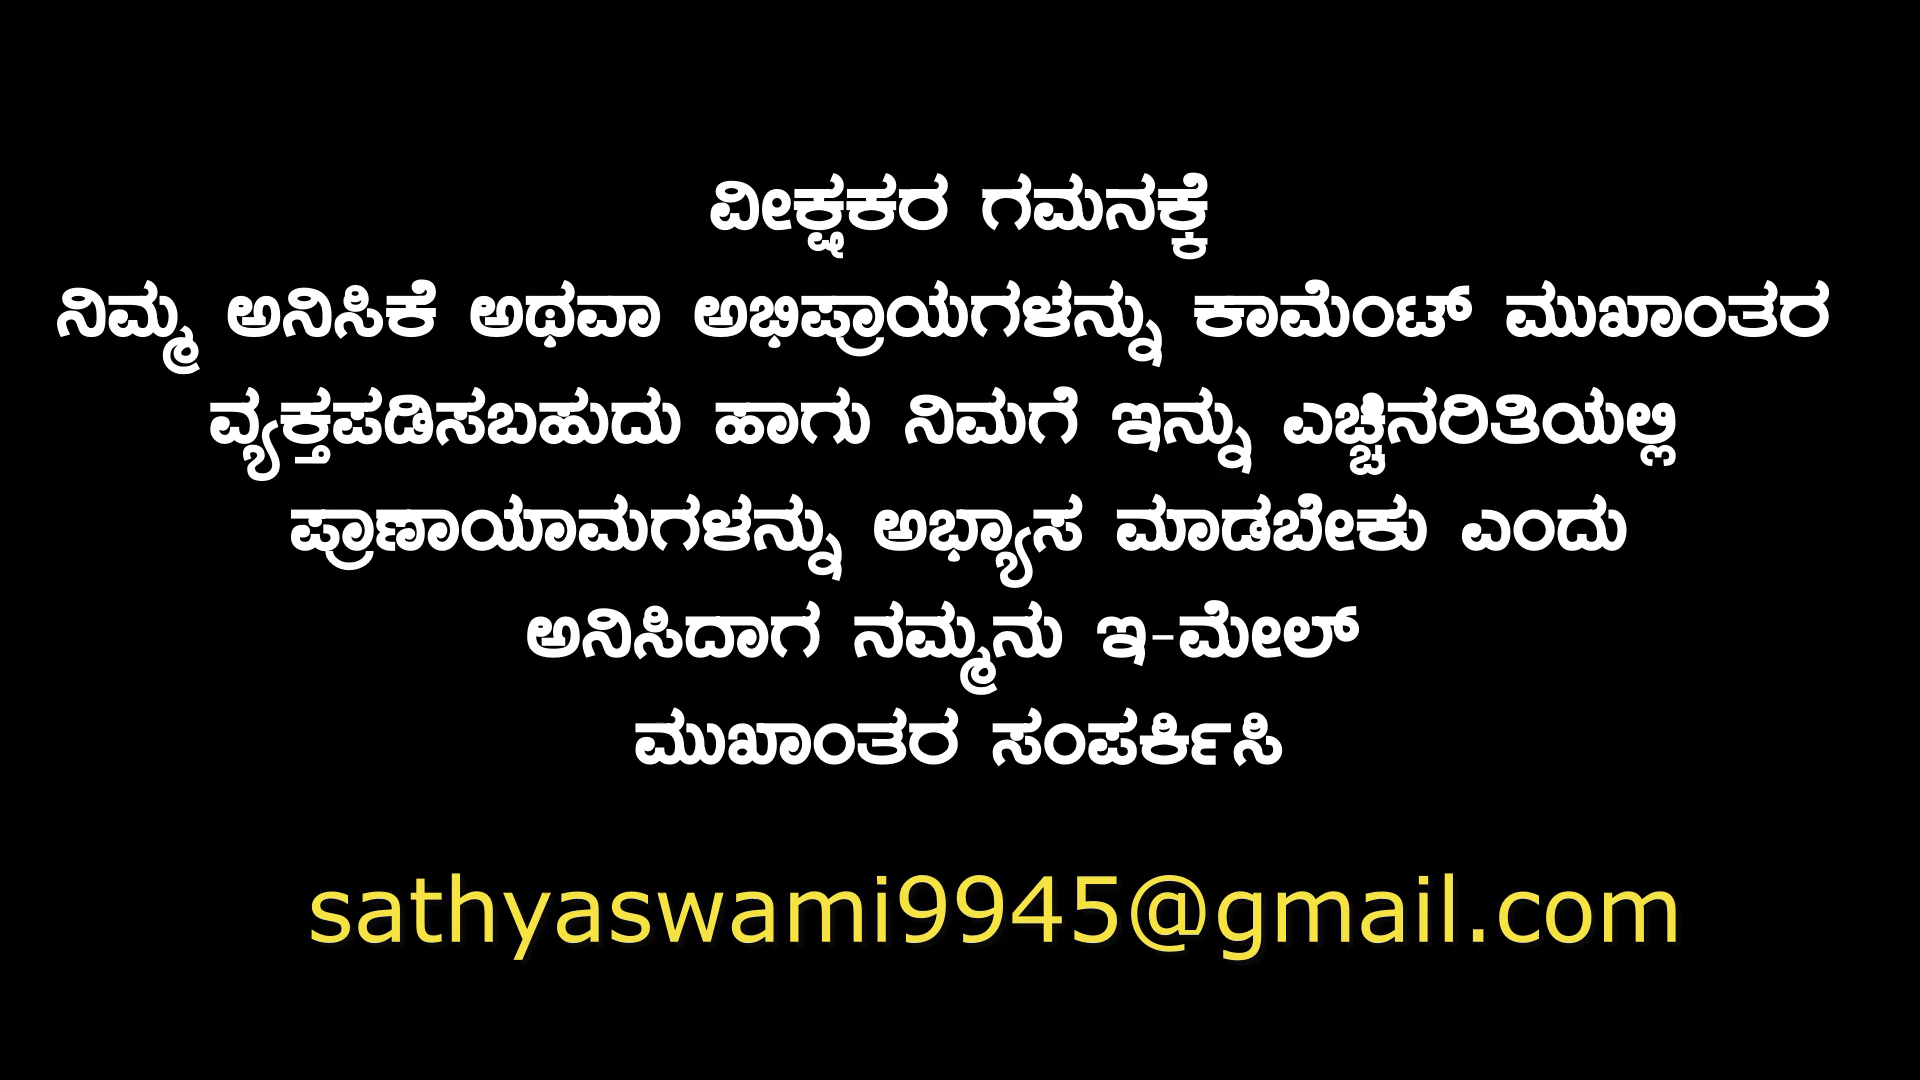 ವೀಕ್ಷಕರ ಗಮನಕ್ಕೆ
ನಿಮ್ಮ ಅನಿಸಿಕೆ ಅಥವಾ ಅಭಿಪ್ರಾಯಗಳನ್ನು ಕಾಮೆಂಟ್ ಮುಖಾಂತರ
ವ್ಯಕ್ತಪಡಿಸಬಹುದು ಹಾಗು ನಿಮಗೆ ಇನ್ನು ಎಚ್ಚಿನರಿತಿಯಲ್ಲಿ
ಪ್ರಾಣಾಯಾಮಗಳನ್ನು ಅಭ್ಯಾಸ ಮಾಡಬೇಕು ಎಂದು
ಅನಿಸಿದಾಗ ನಮ್ಮನು ಇ-ಮೇಲ್
ಮುಖಾಂತರ ಸಂಪರ್ಕಿಸಿ
sathyaswami9945@gmail.com